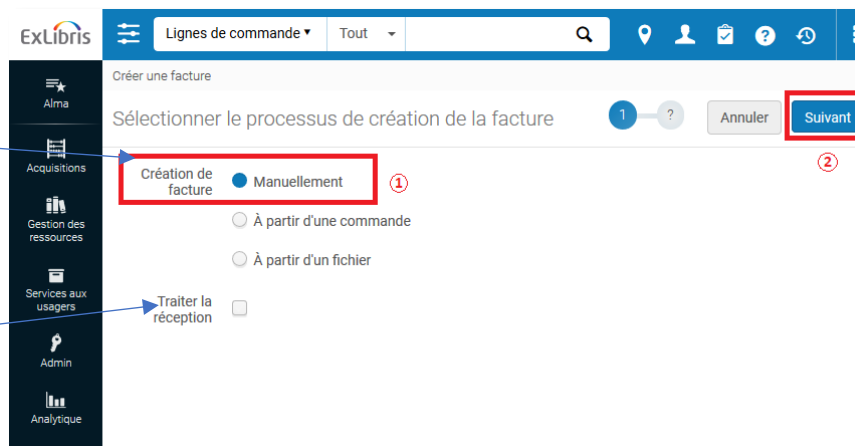 ExLibris
Lignes de commande ▾ Tout
Alma
Acquisitions
Gestion des
ressources
Services aux
usagers
Admin
Analytique
Créer une facture
Sélectionner le processus de création de la facture
1 ?
Annuler
Suivant
②
Création de
facture
Manuellement
①
À partir d'une commande
À partir d'un fichier
Traiter la
réception